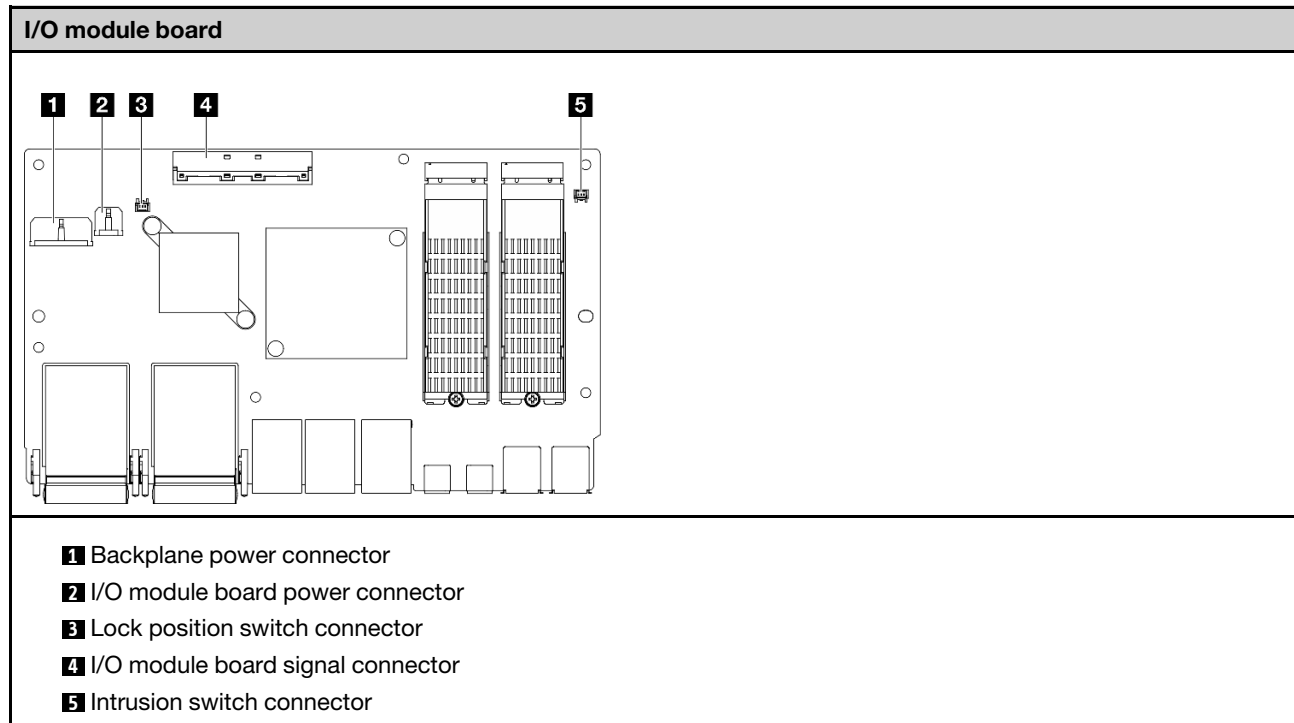 I/O module board
1 2 3 4 5
1 Backplane power connector
2 I/O module board power connector
3 Lock position switch connector
4 I/O module board signal connector
5 Intrusion switch connector